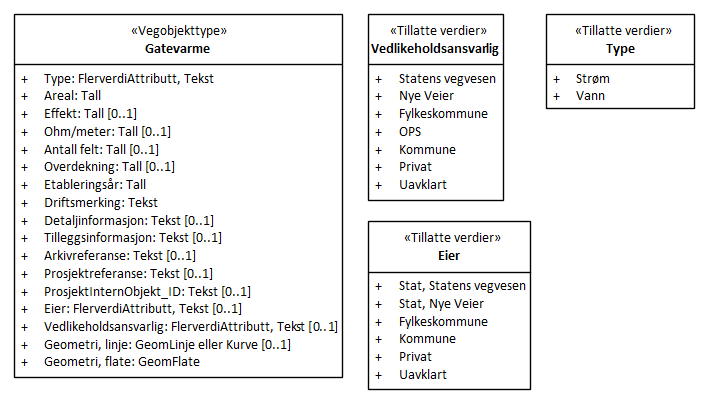 «Vegobjekttype»
Gatevarme
+ Type: FlerverdiAttributt, Tekst
+ Areal: Tall
+ Effekt: Tall [0..1]
+ Ohm/meter: Tall [0..1]
+ Antall felt: Tall [0..1]
+ Overdekning: Tall [0..1]
+ Etableringsår: Tall
+ Driftsmerking: Tekst
+ Detaljinformasjon: Tekst [0..1]
+ Tilleggsinformasjon: Tekst [0..1]
+ Arkivreferanse: Tekst [0..1]
+ Prosjektreferanse: Tekst [0..1]
+ ProsjektInternObjekt_ID: Tekst [0..1]
+ Eier: FlerverdiAttributt, Tekst [0..1]
+ Vedlikeholdsansvarlig: FlerverdiAttributt, Tekst [0..1]
+ Geometri, linje: GeomLinje eller Kurve [0..1]
+ Geometri, flate: GeomFlate
«Tillatte verdier»
Vedlikeholdsansvarlig
+ Statens vegvesen
+ Nye Veier
+ Fylkeskommune
+ OPS
+ Kommune
+ Privat
+ Uavklart
«Tillatte verdier»
Type
+ Strøm
+ Vann
«Tillatte verdier»
Eier
+ Stat, Statens vegvesen
+ Stat, Nye Veier
+ Fylkeskommune
+ Kommune
+ Privat
+ Uavklart